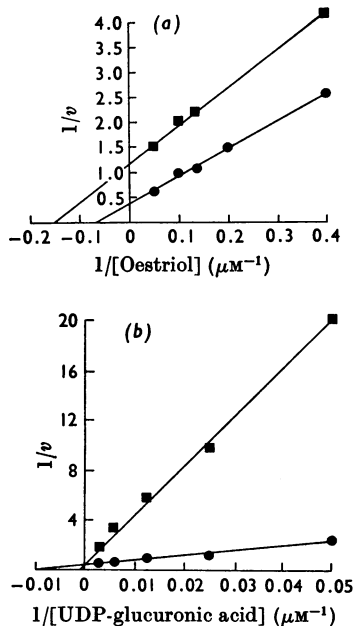 (a)
4.0
3.5
3.0
2.5
2.0
1.5
1.0
0.5
1/v
−0.2 −0.1 0 0.1 0.2 0.3 0.4
1/[Oestriol] (μM⁻¹)
(b)
20
16
12
8
4
1/v
−0.01 0 0.01 0.02 0.03 0.04 0.05
1/[UDP-glucuronic acid] (μM⁻¹)